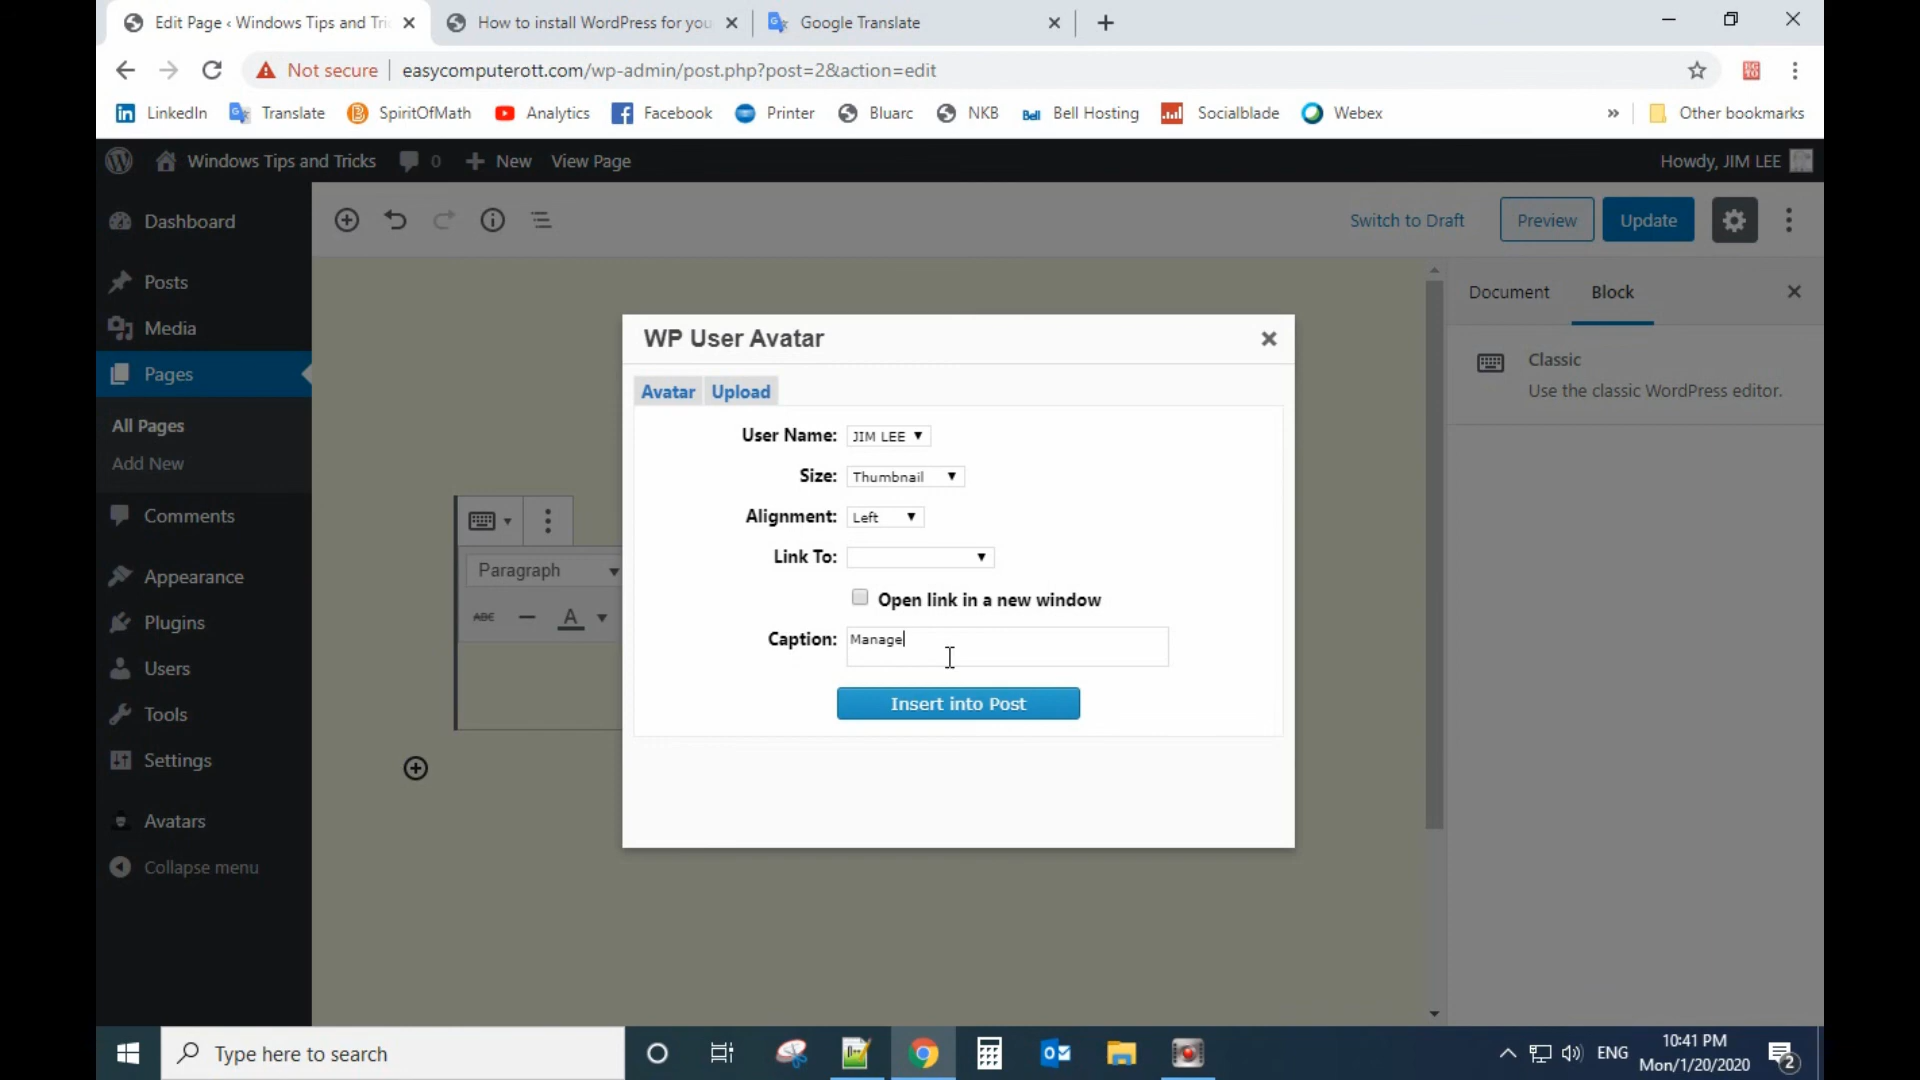 Edit Page ‹ Windows Tips and Tri
How to install WordPress for you
Google Translate
Not secure
easycomputerott.com/wp-admin/post.php?post=2&action=edit
LinkedIn
Translate
SpiritOfMath
Analytics
Facebook
Printer
Bluarc
NKB
Bell
Bell Hosting
Socialblade
Webex
»
Other bookmarks
Windows Tips and Tricks
0
New
View Page
Howdy, JIM LEE
Dashboard
Posts
Media
Pages
All Pages
Add New
Comments
Appearance
Plugins
Users
Tools
Settings
Avatars
Collapse menu
Switch to Draft
Preview
Update
Document
Block
Classic
Use the classic WordPress editor.
Paragraph
ABC
A
WP User Avatar
Avatar
Upload
User Name: JIM LEE
Size: Thumbnail
Alignment: Left
Link To:
Open link in a new window
Caption: Manage
Insert into Post
Type here to search
ENG
10:41 PM
Mon/1/20/2020
2